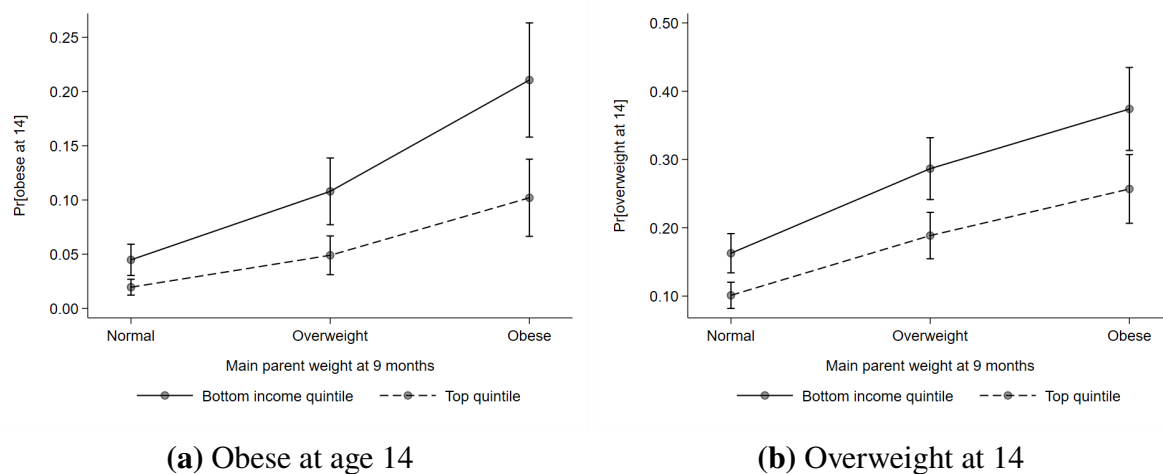 Pr[obese at 14]
0.25
0.20
0.15
0.10
0.05
0.00
Normal Overweight Obese
Main parent weight at 9 months
Bottom income quintile Top quintile
(a) Obese at age 14
Pr[overweight at 14]
0.50
0.40
0.30
0.20
0.10
Normal Overweight Obese
Main parent weight at 9 months
Bottom income quintile Top quintile
(b) Overweight at 14